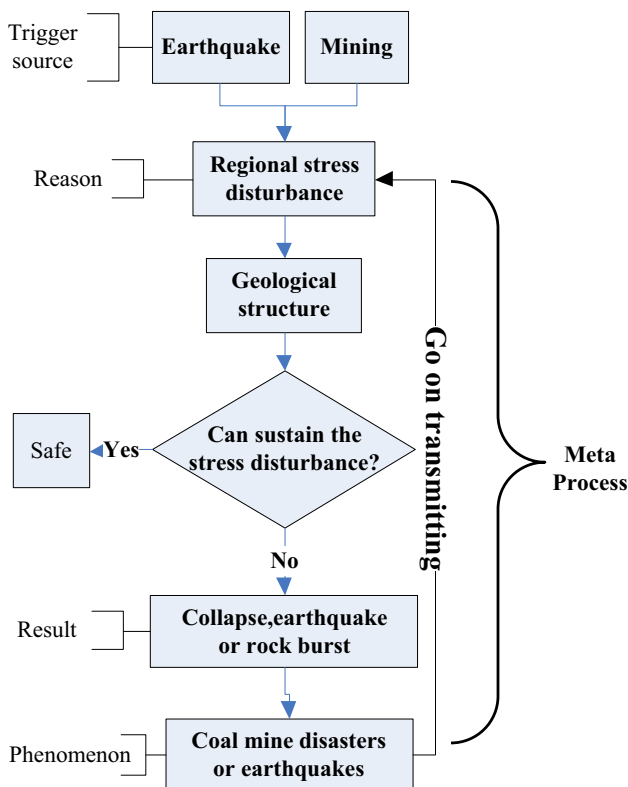 Trigger
source
Earthquake
Mining
Reason
Regional stress
disturbance
Geological
structure
Can sustain the
stress disturbance?
Safe
Yes
No
Go on transmitting
Meta
Process
Result
Collapse,earthquake
or rock burst
Phenomenon
Coal mine disasters
or earthquakes